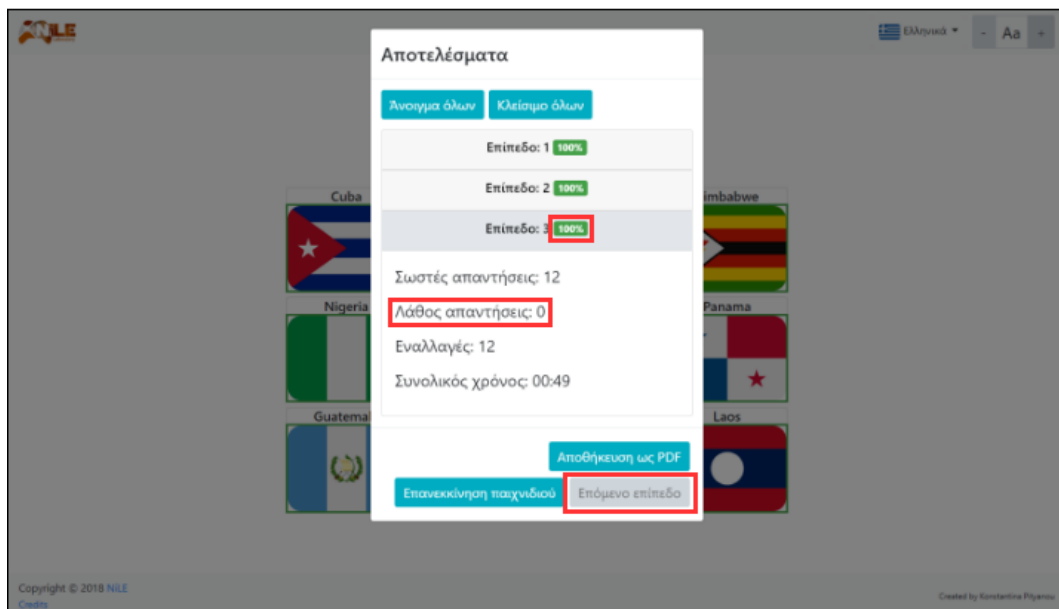 NiLE
Ελληνικά
- Aa +
Αποτελέσματα
Άνοιγμα όλων Κλείσιμο όλων
Επίπεδο: 1 100%
Επίπεδο: 2 100%
Επίπεδο: 3 100%
Cuba
imbabwe
Σωστές απαντήσεις: 12
Nigeria
Λάθος απαντήσεις: 0
Panama
Εναλλαγές: 12
Συνολικός χρόνος: 00:49
Guatemal
Laos
Αποθήκευση ως PDF
Επανεκκίνηση παιχνιδιού Επόμενο επίπεδο
Copyright © 2018 NiLE
Credits
Created by Konstantina Pityanou